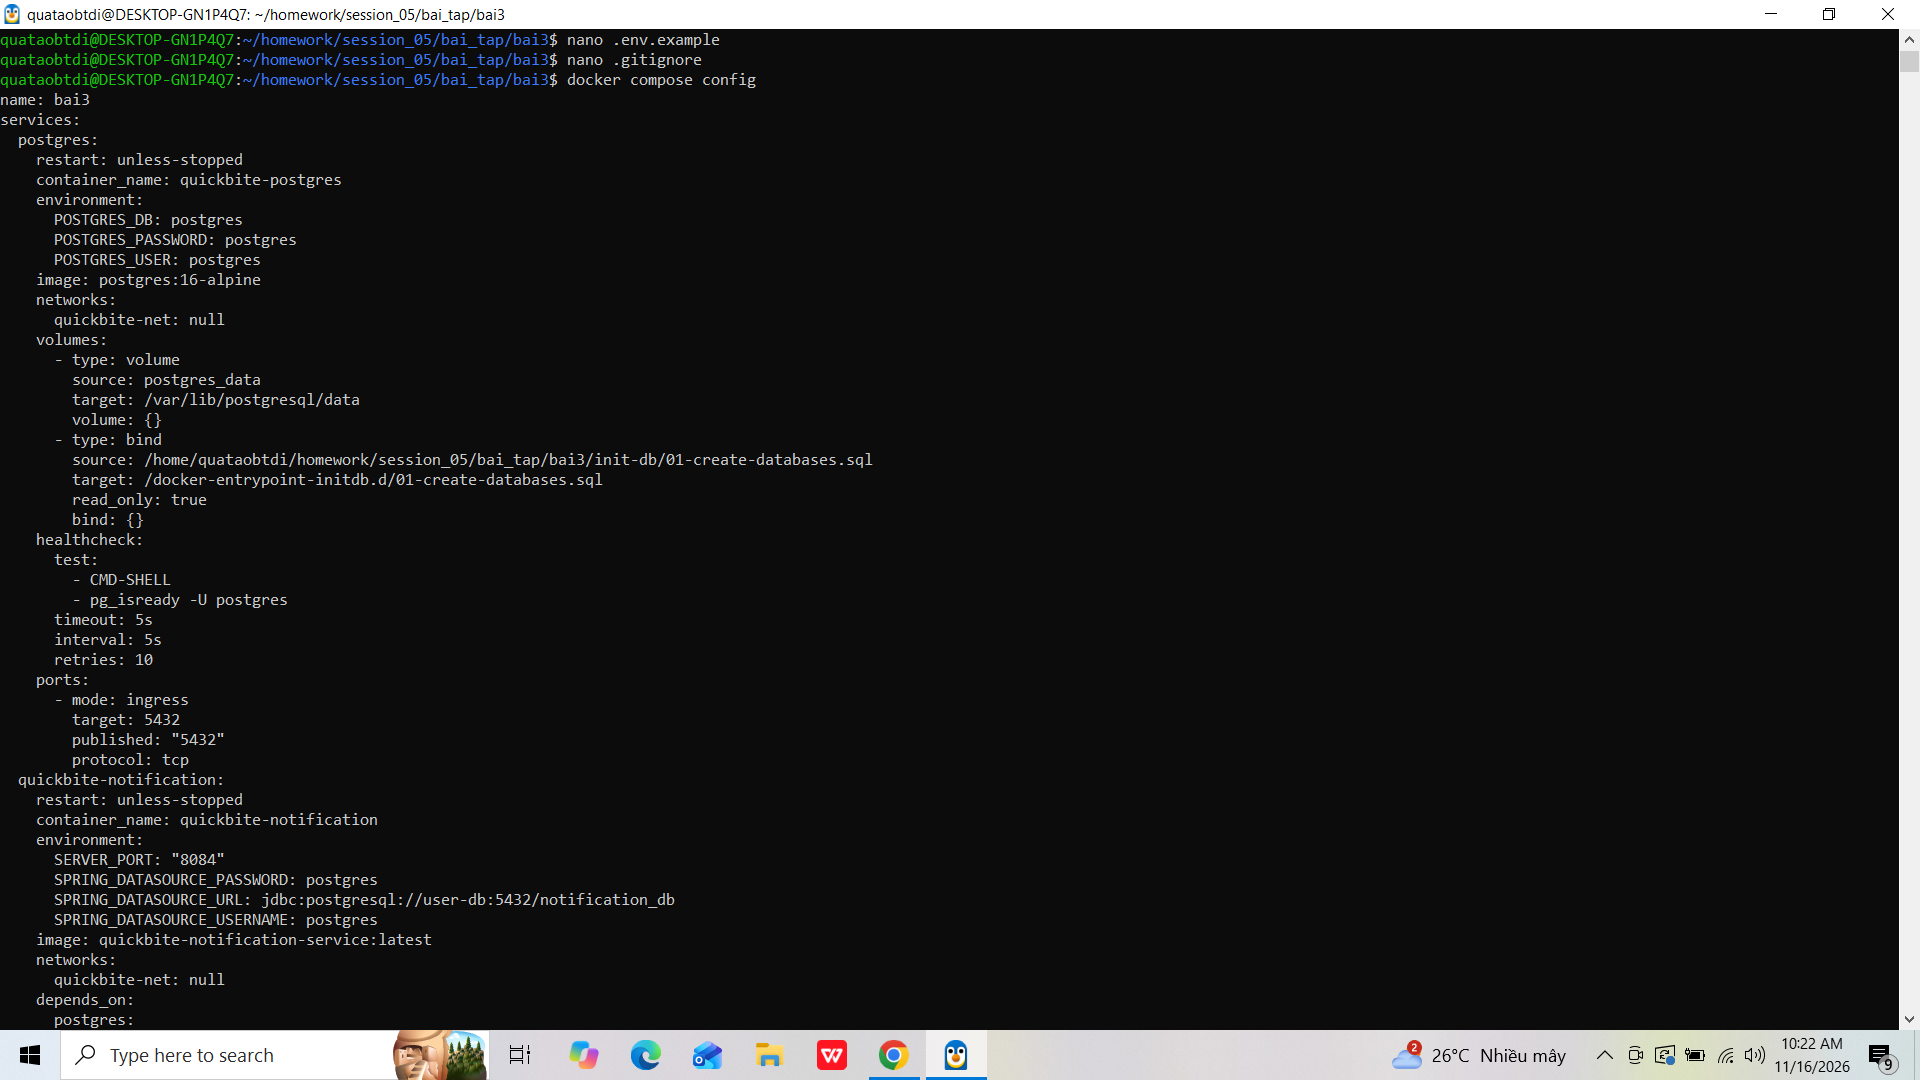 quataobtdi@DESKTOP-GN1P4Q7: ~/homework/session_05/bai_tap/bai3
quataobtdi@DESKTOP-GN1P4Q7:~/homework/session_05/bai_tap/bai3$ nano .env.example
quataobtdi@DESKTOP-GN1P4Q7:~/homework/session_05/bai_tap/bai3$ nano .gitignore
quataobtdi@DESKTOP-GN1P4Q7:~/homework/session_05/bai_tap/bai3$ docker compose config
name: bai3
services:
  postgres:
    restart: unless-stopped
    container_name: quickbite-postgres
    environment:
      POSTGRES_DB: postgres
      POSTGRES_PASSWORD: postgres
      POSTGRES_USER: postgres
    image: postgres:16-alpine
    networks:
      quickbite-net: null
    volumes:
      - type: volume
        source: postgres_data
        target: /var/lib/postgresql/data
        volume: {}
      - type: bind
        source: /home/quataobtdi/homework/session_05/bai_tap/bai3/init-db/01-create-databases.sql
        target: /docker-entrypoint-initdb.d/01-create-databases.sql
        read_only: true
        bind: {}
    healthcheck:
      test:
        - CMD-SHELL
        - pg_isready -U postgres
      timeout: 5s
      interval: 5s
      retries: 10
    ports:
      - mode: ingress
        target: 5432
        published: "5432"
        protocol: tcp
  quickbite-notification:
    restart: unless-stopped
    container_name: quickbite-notification
    environment:
      SERVER_PORT: "8084"
      SPRING_DATASOURCE_PASSWORD: postgres
      SPRING_DATASOURCE_URL: jdbc:postgresql://user-db:5432/notification_db
      SPRING_DATASOURCE_USERNAME: postgres
    image: quickbite-notification-service:latest
    networks:
      quickbite-net: null
    depends_on:
      postgres:
Type here to search
2
26°C Nhiều mây
10:22 AM
11/16/2026
9